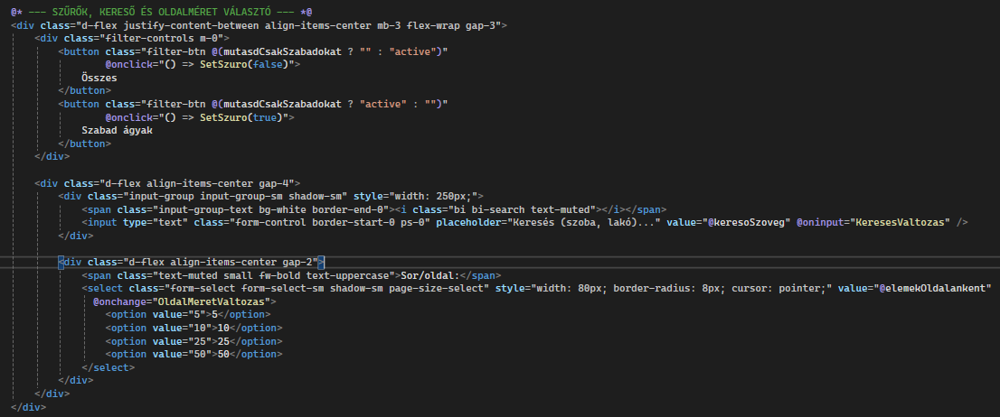 @* --- SZŰRŐK, KERESŐ ÉS OLDALMÉRET VÁLASZTÓ --- *@
<div class="d-flex justify-content-between align-items-center mb-3 flex-wrap gap-3">
    <div class="filter-controls m-0">
        <button class="filter-btn @(mutasdCsakSzabadokat ? "" : "active")"
                @onclick="() => SetSzuro(false)">
            Összes
        </button>
        <button class="filter-btn @(mutasdCsakSzabadokat ? "active" : "")"
                @onclick="() => SetSzuro(true)">
            Szabad ágyak
        </button>
    </div>

    <div class="d-flex align-items-center gap-4">
        <div class="input-group input-group-sm shadow-sm" style="width: 250px;">
            <span class="input-group-text bg-white border-end-0"><i class="bi bi-search text-muted"></i></span>
            <input type="text" class="form-control border-start-0 ps-0" placeholder="Keresés (szoba, lakó)..." value="@keresoSzoveg" @oninput="KeresesValtozas" />
        </div>

        <div class="d-flex align-items-center gap-2">
            <span class="text-muted small fw-bold text-uppercase">Sor/oldal:</span>
            <select class="form-select form-select-sm shadow-sm page-size-select" style="width: 80px; border-radius: 8px; cursor: pointer;" value="@elemekOldalankent"
              @onchange="OldalMeretValtozas">
                <option value="5">5</option>
                <option value="10">10</option>
                <option value="25">25</option>
                <option value="50">50</option>
            </select>
        </div>
    </div>
</div>